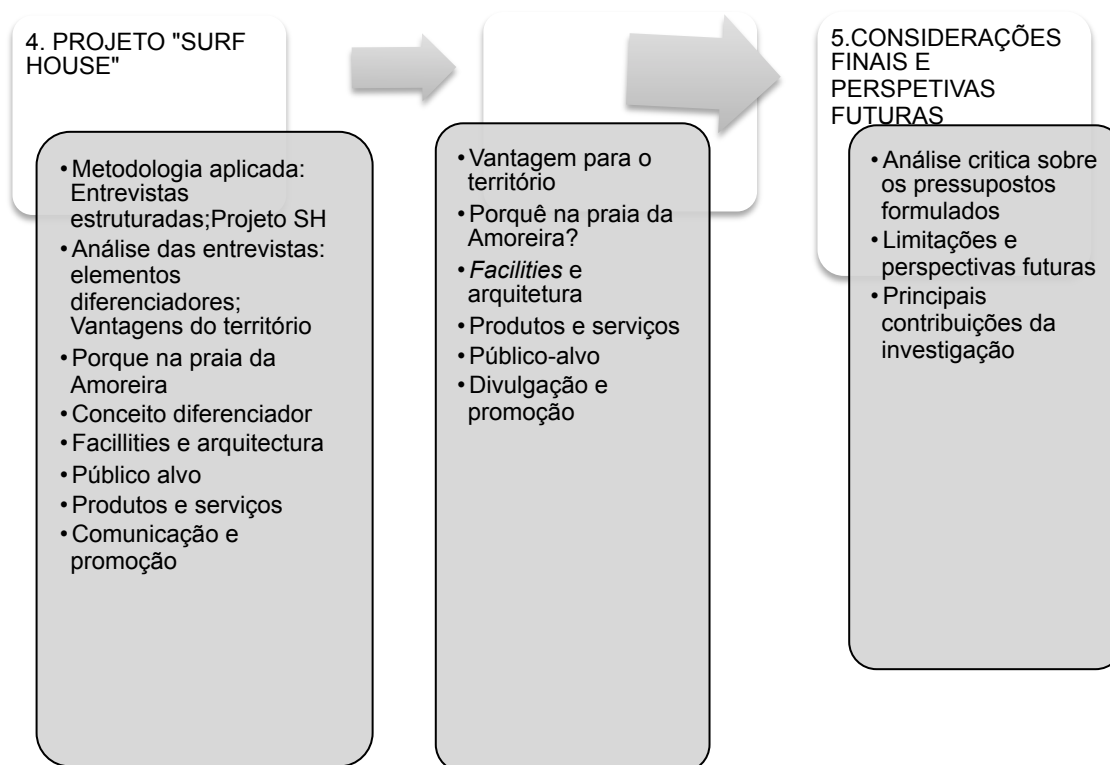 4. PROJETO "SURF
HOUSE"
• Metodologia aplicada:
Entrevistas
estruturadas;Projeto SH
• Análise das entrevistas:
elementos
diferenciadores;
Vantagens do território
• Porque na praia da
Amoreira
• Conceito diferenciador
• Facillities e arquitectura
• Público alvo
• Produtos e serviços
• Comunicação e
promoção
• Vantagem para o
território
• Porquê na praia da
Amoreira?
• Facilities e
arquitetura
• Produtos e serviços
• Público-alvo
• Divulgação e
promoção
5.CONSIDERAÇÕES
FINAIS E
PERSPETIVAS
FUTURAS
• Análise critica sobre
os pressupostos
formulados
• Limitações e
perspectivas futuras
• Principais
contribuições da
investigação